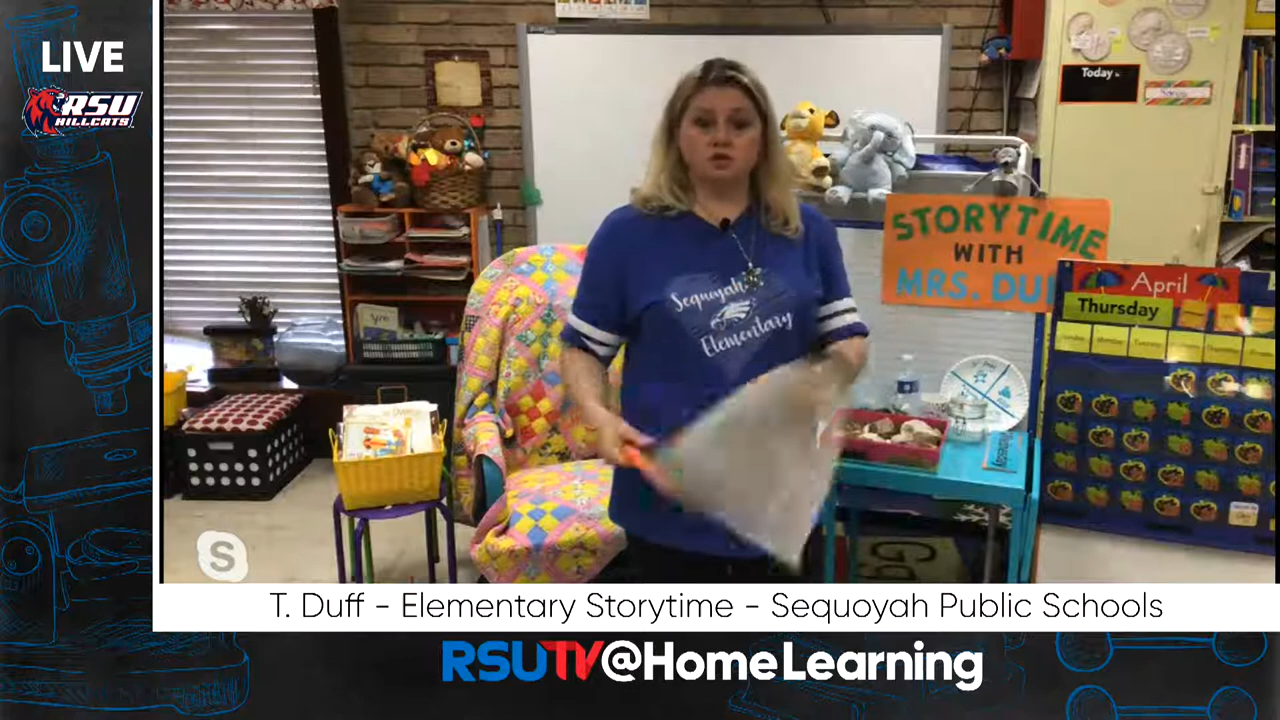 LIVE
RSU
HILLCATS
Today
STORYTIME
WITH
MRS. DU
April
Thursday
Sequoyah
Elementary
S
T. Duff - Elementary Storytime - Sequoyah Public Schools
RSUTV@HomeLearning